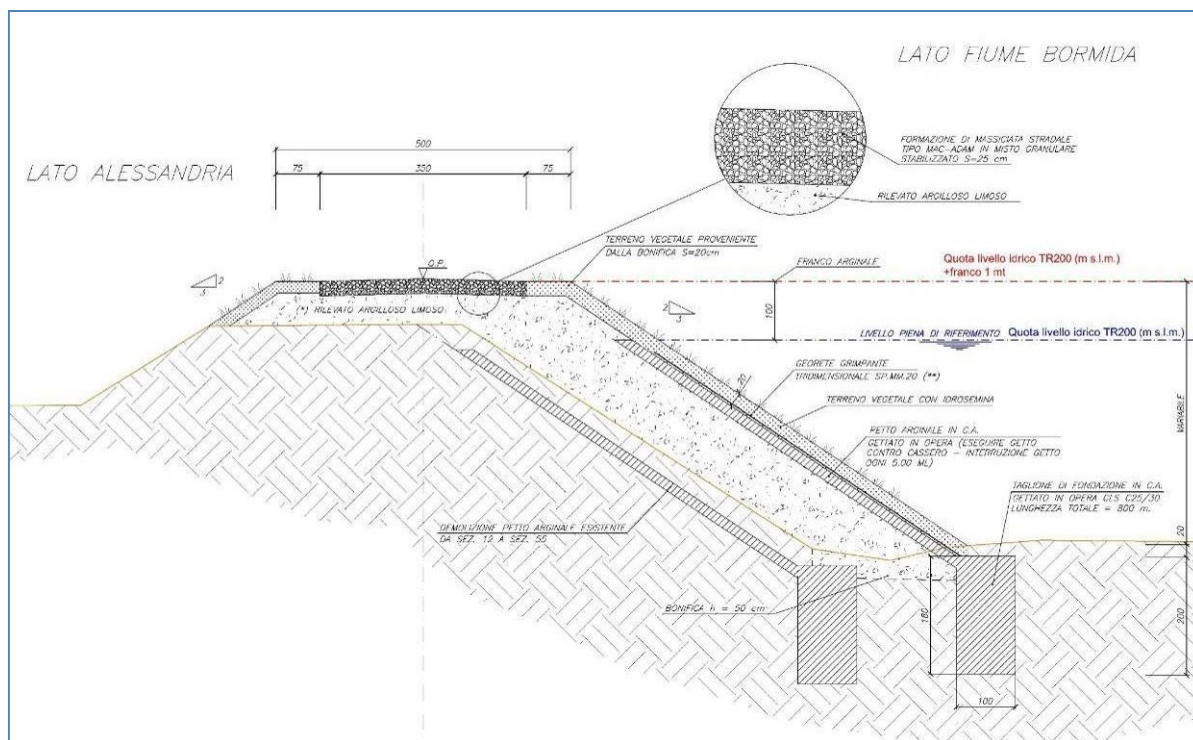 LATO FIUME BORMIDA
FORMAZIONE DI MASSICIATA STRADALE
TIPO MAC-ADAM IN MISTO GRANULARE
STABILIZZATO S=25 cm
RILEVATO ARGILLOSO LIMOSO
LATO ALESSANDRIA
500
75
350
75
TERRENO VEGETALE PROVENIENTE
DALLA BONIFICA S=20cm
FRANCO ARGINALE
Quota livello idrico TR200 (m s.l.m.)
+franco 1 mt
Q.P.
2
3
(*) RILEVATO ARGILLOSO LIMOSO
2
3
100
LIVELLO PIENA DI RIFERIMENTO
Quota livello idrico TR200 (m s.l.m.)
GEORETE GRIMPANTE
TRIDIMENSIONALE SP.MM.20 (**)
20
TERRENO VEGETALE CON IDROSEMINA
VARIABILE
PETTO ARGINALE IN C.A.
GETTATO IN OPERA (ESEGUIRE GETTO
CONTRO CASSERO - INTERRUZIONE GETTO
OGNI 5.00 ML)
TAGLIONE DI FONDAZIONE IN C.A.
GETTATO IN OPERA CLS C25/30
LUNGHEZZA TOTALE = 800 m.
DEMOLIZIONE PETTO ARGINALE ESISTENTE
DA SEZ. 12 A SEZ. 55
20
BONIFICA h = 50 cm
180
200
100